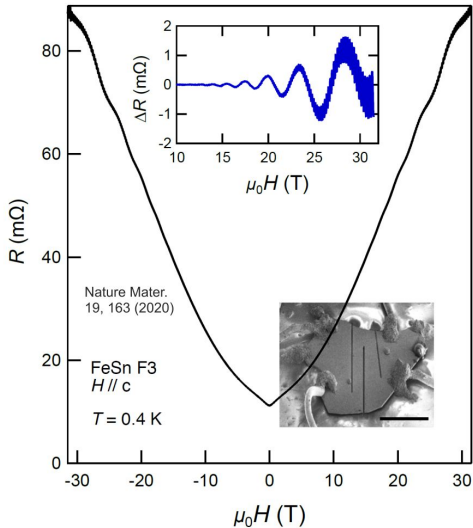 2
1
0
-1
-2
ΔR (mΩ)
10 15 20 25 30
μ₀H (T)
80
60
40
20
0
R (mΩ)
Nature Mater.
19, 163 (2020)
FeSn F3
H // c
T = 0.4 K
-30 -20 -10 0 10 20 30
μ₀H (T)